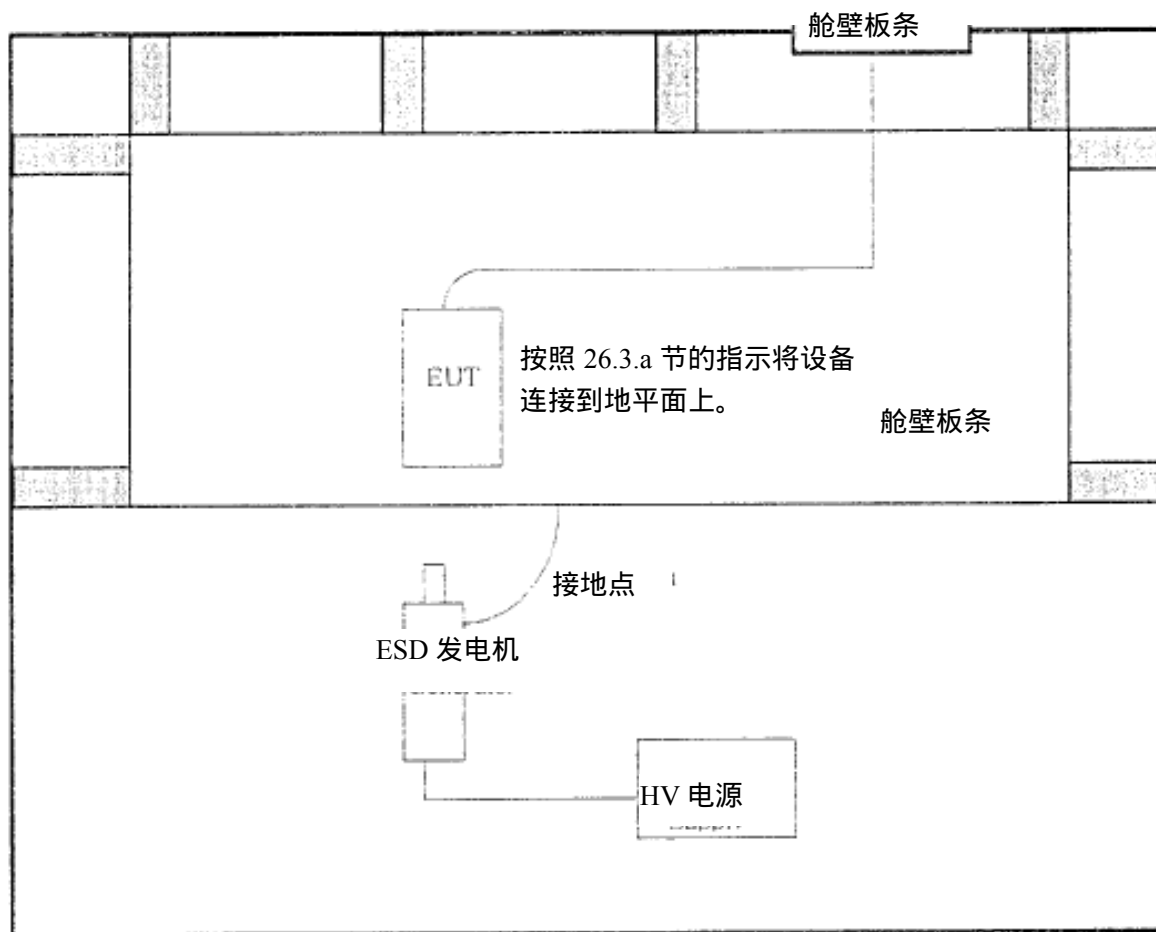 舱壁板条
EUT
按照 26.3.a 节的指示将设备
连接到地平面上。
舱壁板条
接地点
ESD 发电机
HV 电源